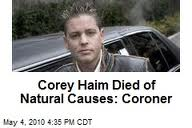 Corey Haim Died of
Natural Causes: Coroner
May 4, 2010 4:35 PM CDT